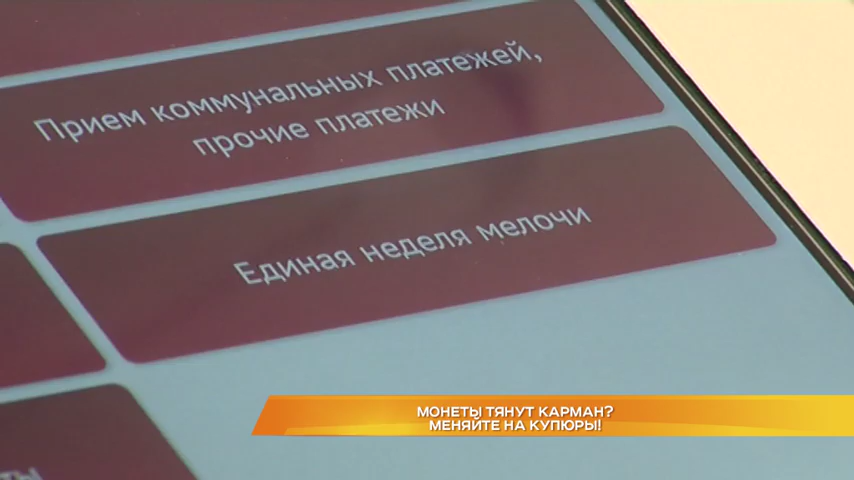 Прием коммунальных платежей,
прочие платежи
Единая неделя мелочи
МОНЕТЫ ТЯНУТ КАРМАН?
МЕНЯЙТЕ НА КУПЮРЫ!